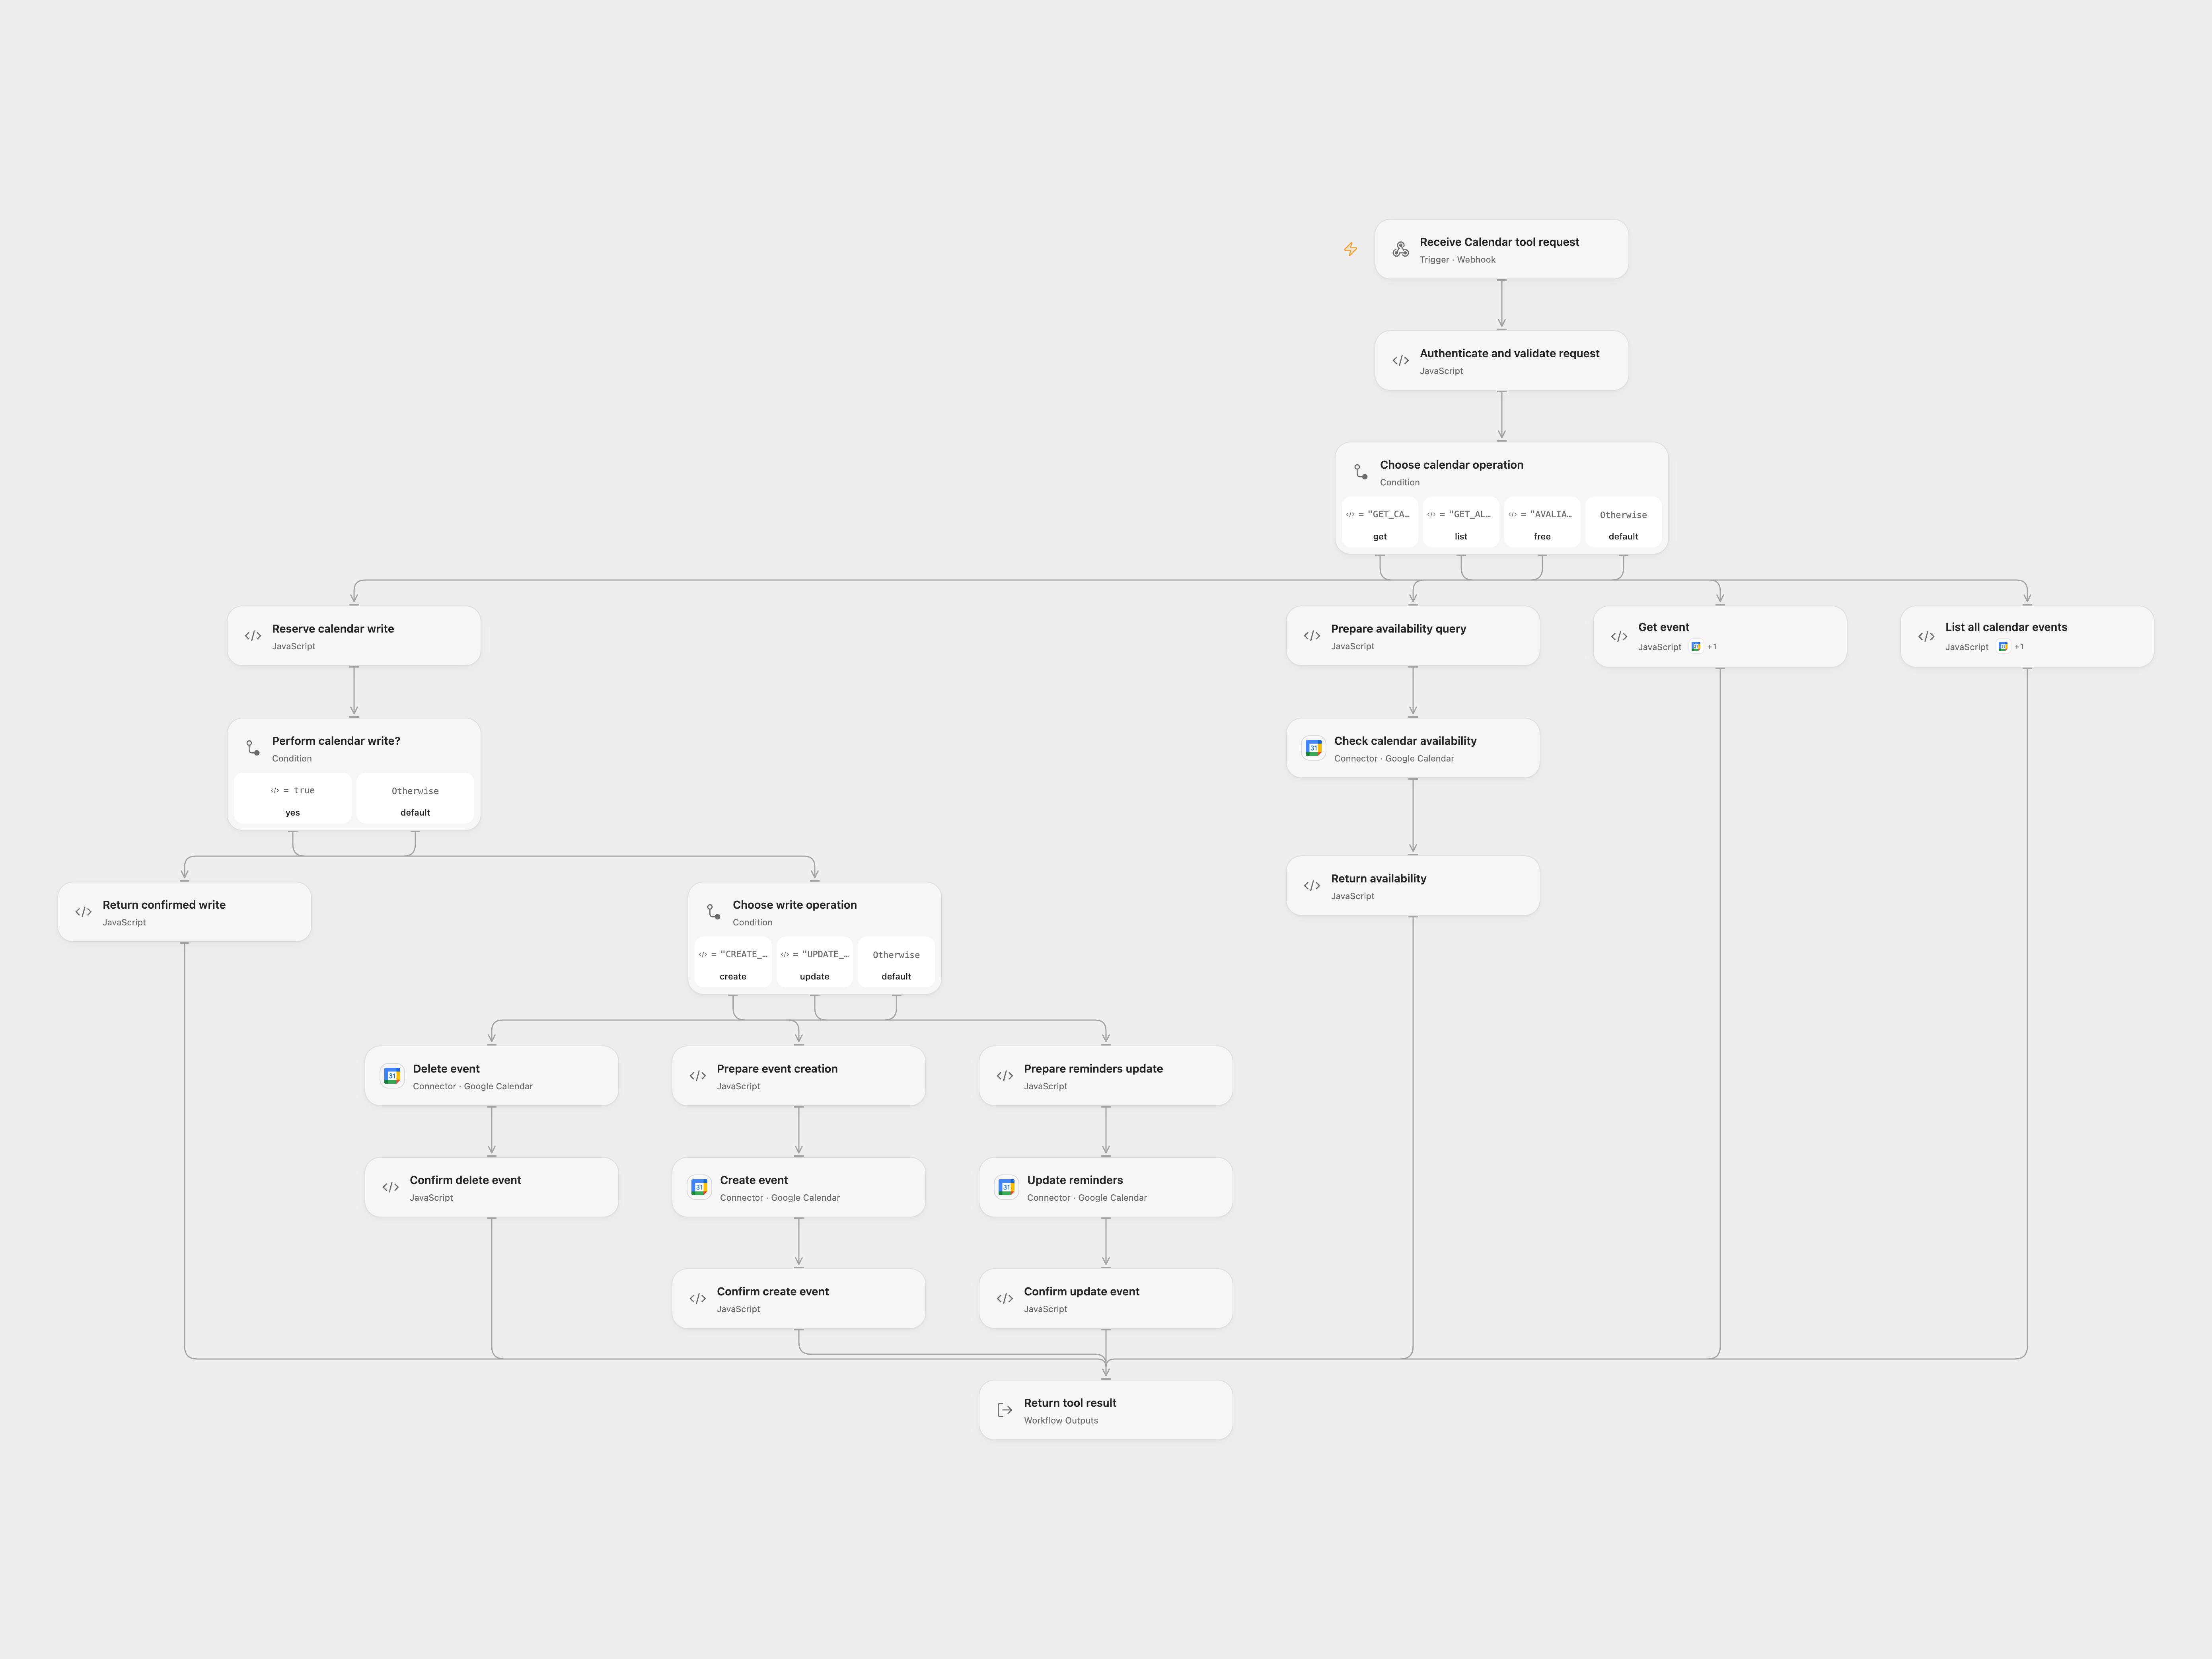 Receive Calendar tool request
Trigger · Webhook
Authenticate and validate request
JavaScript
Choose calendar operation
Condition
</> = "GET_CA…
</> = "GET_AL…
</> = "AVALIA…
Otherwise
get
list
free
default
Reserve calendar write
JavaScript
Prepare availability query
JavaScript
Get event
JavaScript 31 +1
List all calendar events
JavaScript 31 +1
Perform calendar write?
Condition
</> = true
Otherwise
yes
default
Check calendar availability
Connector · Google Calendar
Return confirmed write
JavaScript
Choose write operation
Condition
</> = "CREATE_…
</> = "UPDATE_…
Otherwise
create
update
default
Return availability
JavaScript
Delete event
Connector · Google Calendar
Prepare event creation
JavaScript
Prepare reminders update
JavaScript
Confirm delete event
JavaScript
Create event
Connector · Google Calendar
Update reminders
Connector · Google Calendar
Confirm create event
JavaScript
Confirm update event
JavaScript
Return tool result
Workflow Outputs